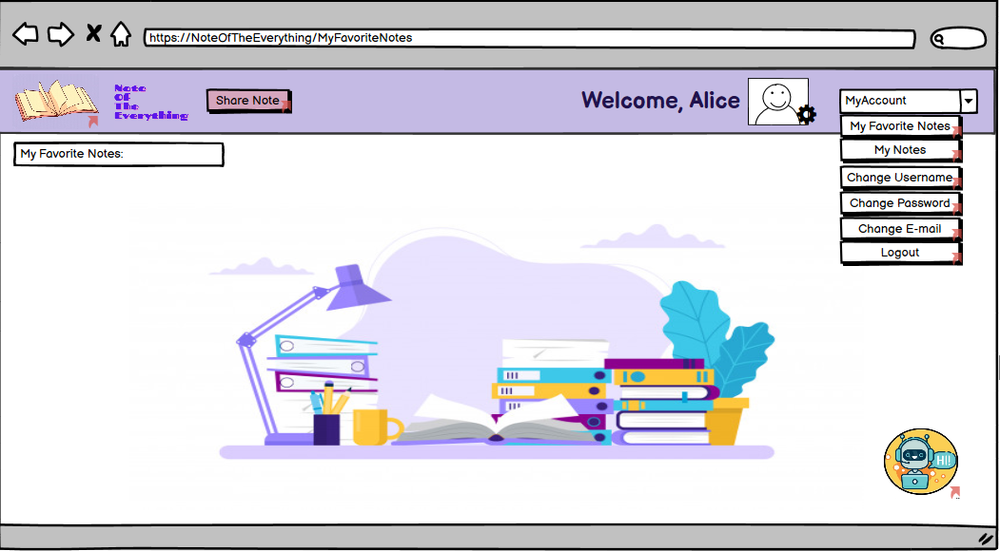 https://NoteOfTheEverything/MyFavoriteNotes
Note
Of
The
Everything
Share Note
Welcome, Alice
MyAccount
My Favorite Notes
My Notes
Change Username
Change Password
Change E-mail
Logout
My Favorite Notes:
HI!